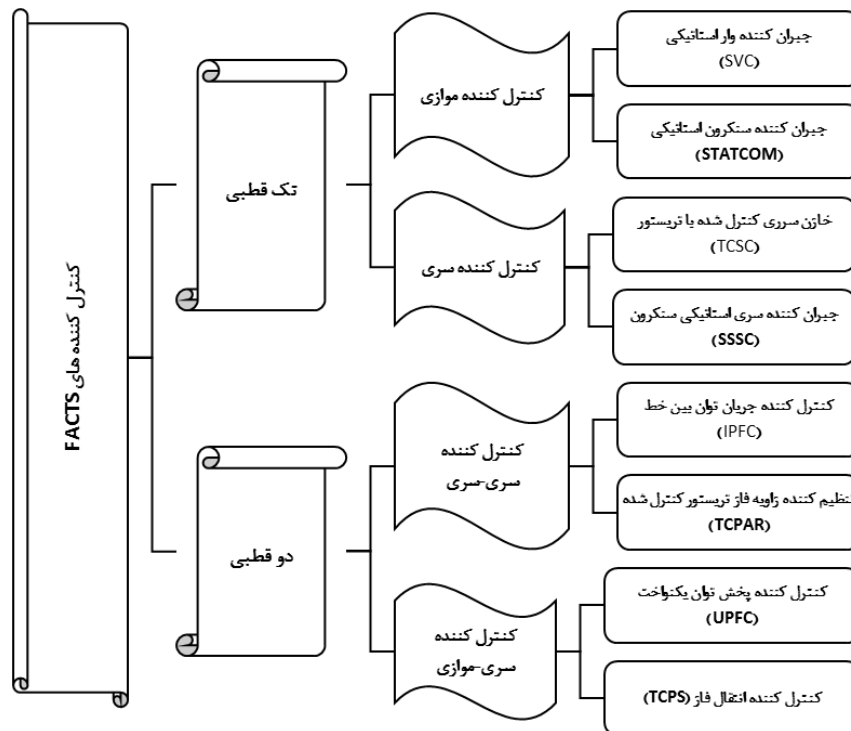 کنترل کننده های FACTS
تک قطبی
کنترل کننده موازی
جبران کننده وار استاتیکی
(SVC)
جبران کننده سنکرون استاتیکی
(STATCOM)
کنترل کننده سری
خازن سرری کنترل شده با تریستور
(TCSC)
جبران کننده سری استاتیکی سنکرون
(SSSC)
دو قطبی
کنترل کننده
سری-سری
کنترل کننده جریان توان بین خط
(IPFC)
تنظیم کننده زاویه فاز تریستور کنترل شده
(TCPAR)
کنترل کننده
سری-موازی
کنترل کننده پخش توان یکنواخت
(UPFC)
کنترل کننده انتقال فاز (TCPS)